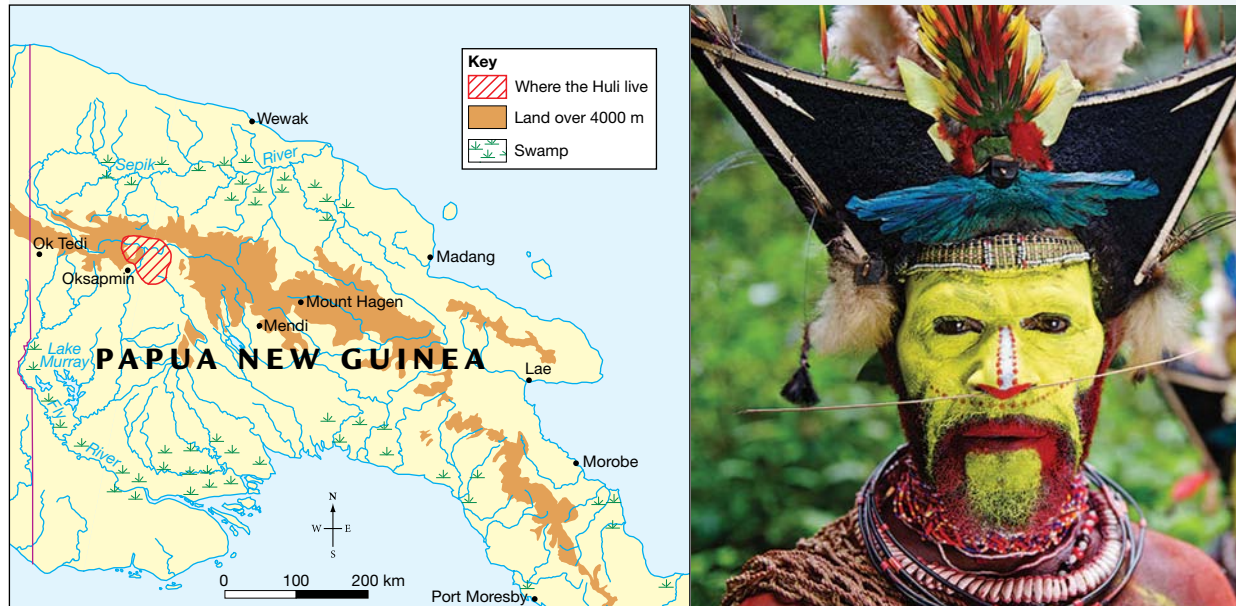 Key
Where the Huli live
Land over 4000 m
Swamp
Wewak
Sepik
River
Ok Tedi
Oksapmin
Madang
Mount Hagen
Mendi
PAPUA NEW GUINEA
Lake
Murray
Lae
Fly
River
Morobe
N
W E
S
0 100 200 km
Port Moresby